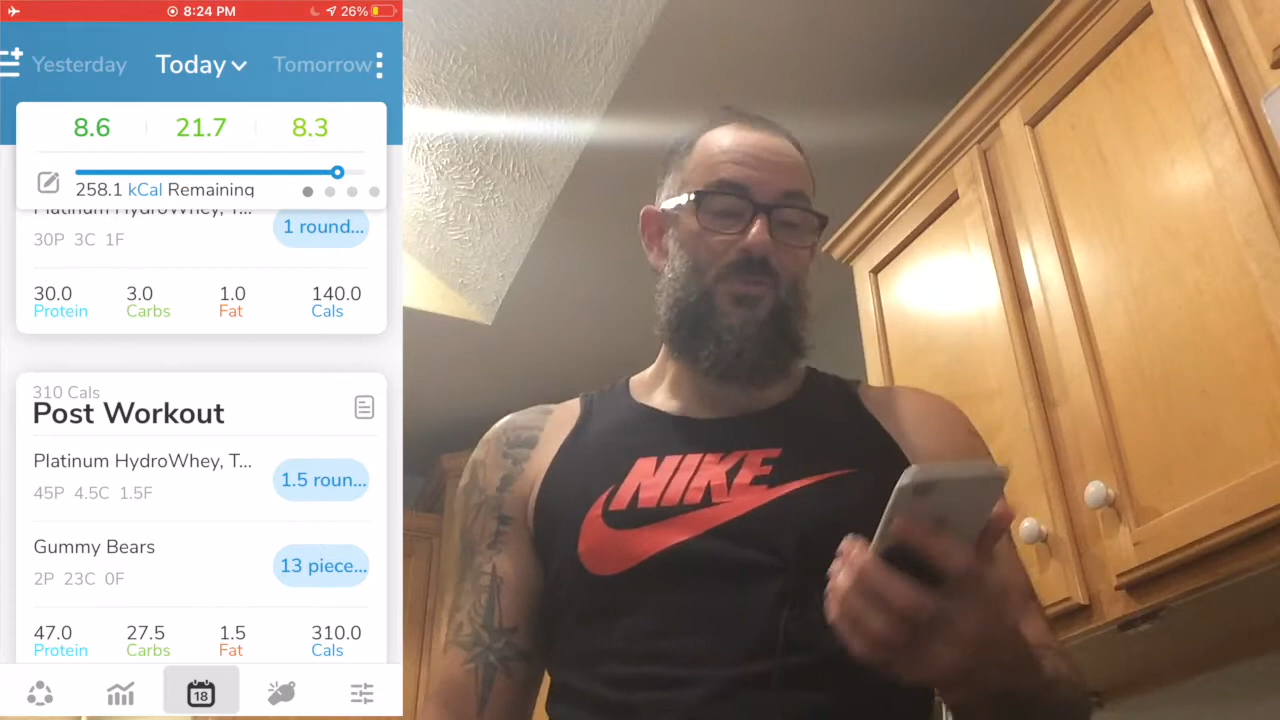 8:24 PM
26%
Yesterday Today Tomorrow
8.6 21.7 8.3
258.1 kCal Remaining
Platinum HydroWhey, T...
1 round...
30P 3C 1F
30.0 3.0 1.0 140.0
Protein Carbs Fat Cals
310 Cals
Post Workout
Platinum HydroWhey, T...
1.5 roun...
45P 4.5C 1.5F
Gummy Bears
13 piece...
2P 23C 0F
47.0 27.5 1.5 310.0
Protein Carbs Fat Cals
18
NIKE